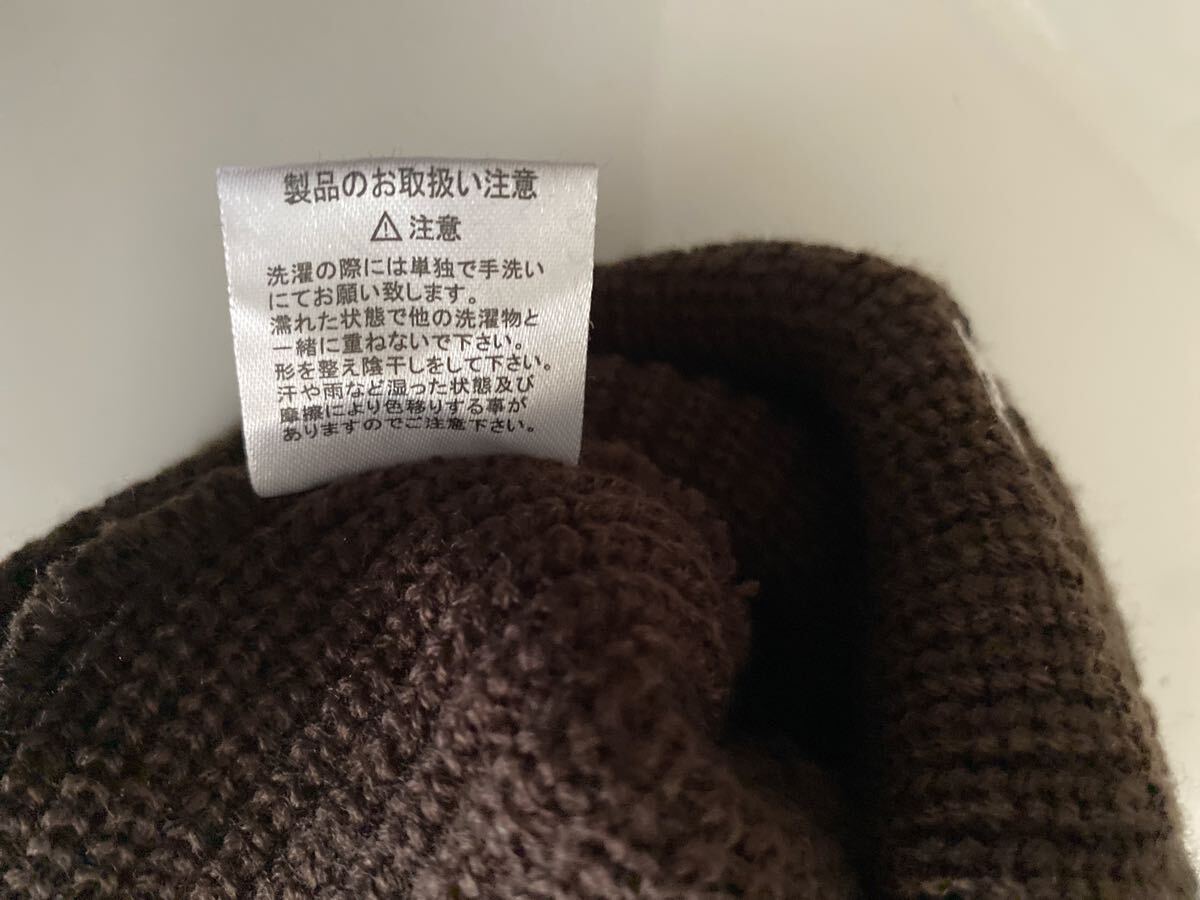 製品のお取扱い注意
⚠注意
洗濯の際には単独で手洗い
にてお願い致します。
濡れた状態で他の洗濯物と
一緒に重ねないで下さい。
形を整え陰干しをして下さい。
汗や雨など湿った状態及び
摩擦により色移りする事が
ありますのでご注意下さい。